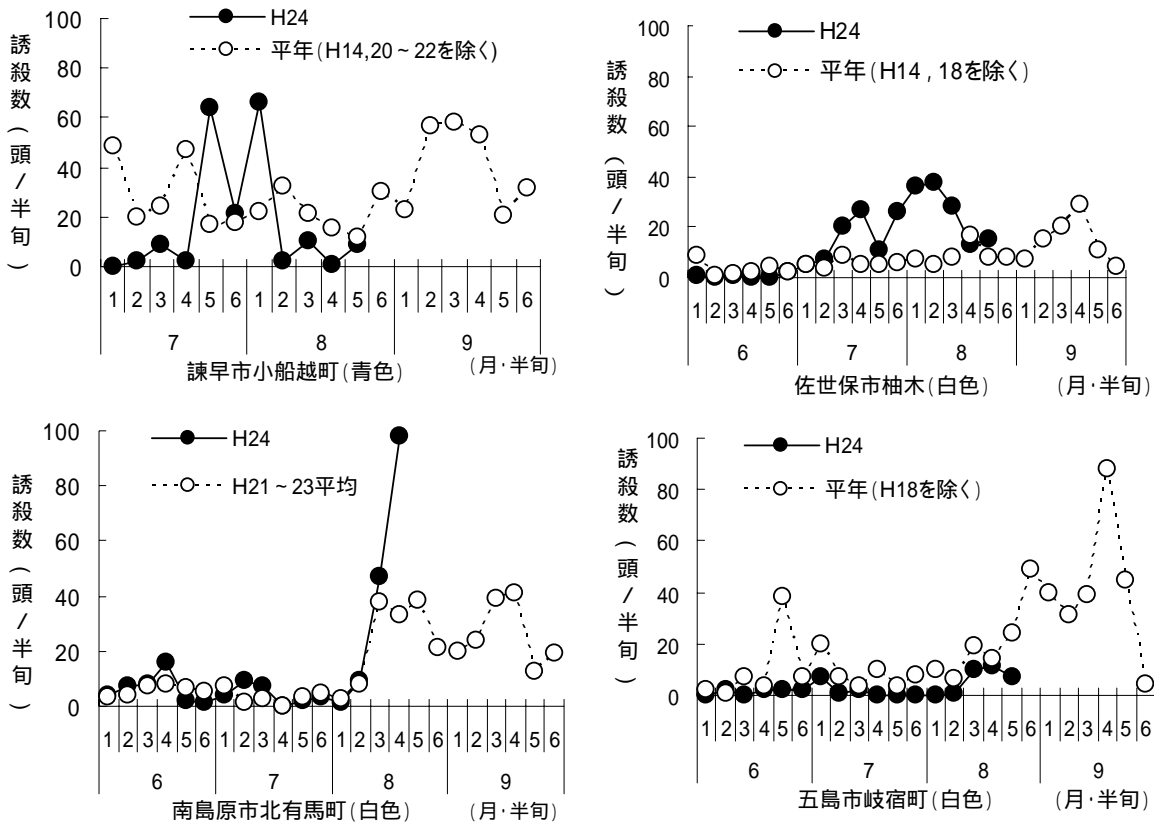 誘殺数(頭/半旬)
100
80
60
40
20
0
H24
平年(H14,20～22を除く)
1 2 3 4 5 6 1 2 3 4 5 6 1 2 3 4 5 6
7 8 9
諫早市小船越町(青色) (月･半旬)
誘殺数(頭/半旬)
100
80
60
40
20
0
H24
平年(H14,18を除く)
1 2 3 4 5 6 1 2 3 4 5 6 1 2 3 4 5 6 1 2 3 4 5 6
6 7 8 9
佐世保市柚木(白色) (月･半旬)
誘殺数(頭/半旬)
100
80
60
40
20
0
H24
H21～23平均
1 2 3 4 5 6 1 2 3 4 5 6 1 2 3 4 5 6 1 2 3 4 5 6
6 7 8 9
南島原市北有馬町(白色) (月･半旬)
誘殺数(頭/半旬)
100
80
60
40
20
0
H24
平年(H18を除く)
1 2 3 4 5 6 1 2 3 4 5 6 1 2 3 4 5 6 1 2 3 4 5 6
6 7 8 9
五島市岐宿町(白色) (月･半旬)